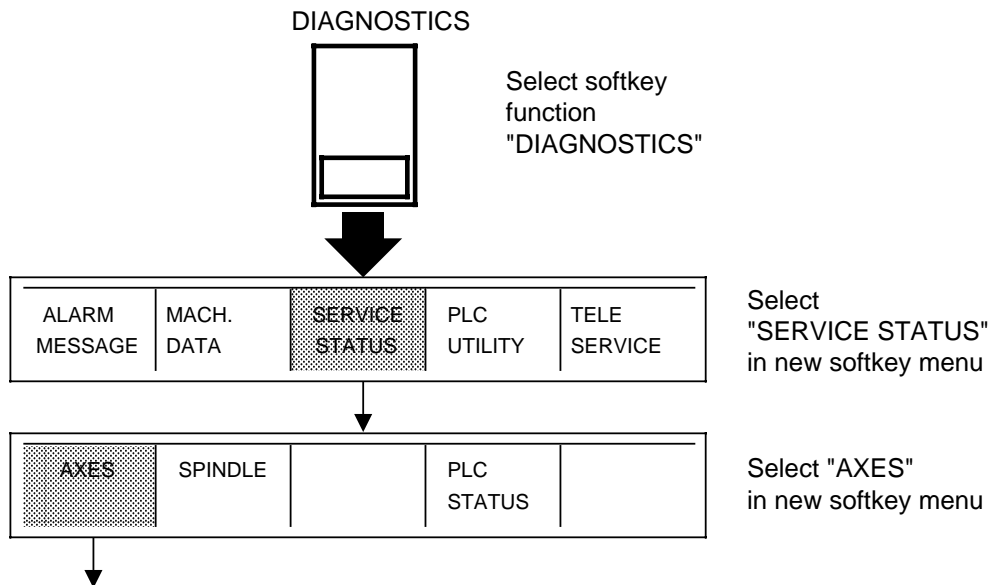 DIAGNOSTICS
Select softkey
function
"DIAGNOSTICS"
ALARM
MESSAGE
MACH.
DATA
SERVICE
STATUS
PLC
UTILITY
TELE
SERVICE
Select
"SERVICE STATUS"
in new softkey menu
AXES
SPINDLE
PLC
STATUS
Select "AXES"
in new softkey menu